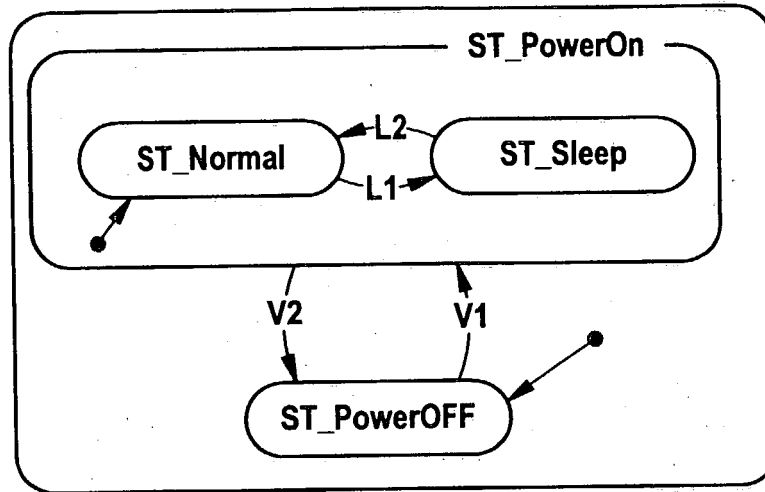 ST_PowerOn
L2
ST_Normal
ST_Sleep
L1
V2
V1
ST_PowerOFF